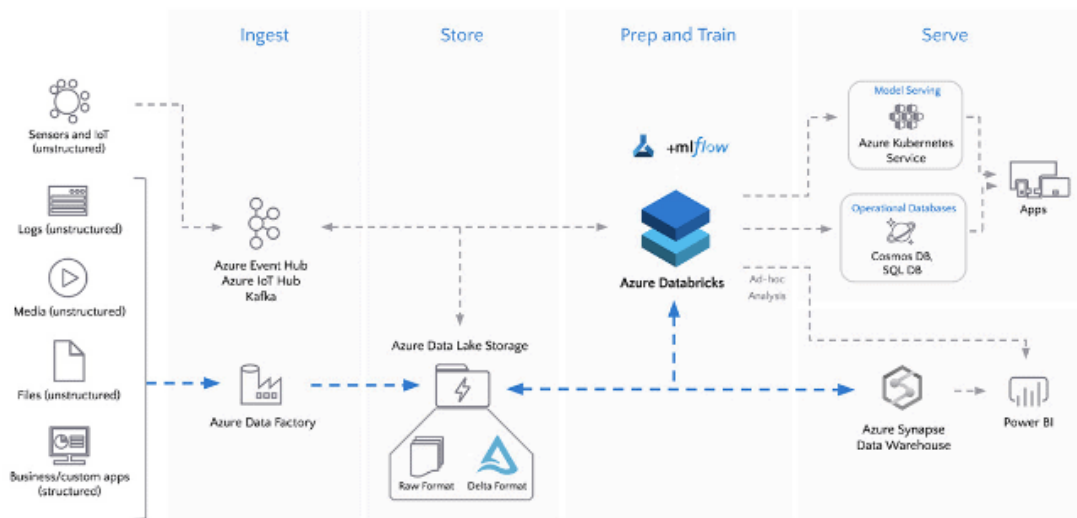 Ingest
Store
Prep and Train
Serve
Sensors and IoT
(unstructured)
Logs (unstructured)
Media (unstructured)
Files (unstructured)
Business/custom apps
(structured)
Azure Event Hub
Azure IoT Hub
Kafka
Azure Data Factory
Azure Data Lake Storage
Raw Format
Delta Format
+mlflow
Azure Databricks
Ad-hoc
Analysis
Model Serving
Azure Kubernetes
Service
Operational Databases
Cosmos DB,
SQL DB
Apps
Azure Synapse
Data Warehouse
Power BI